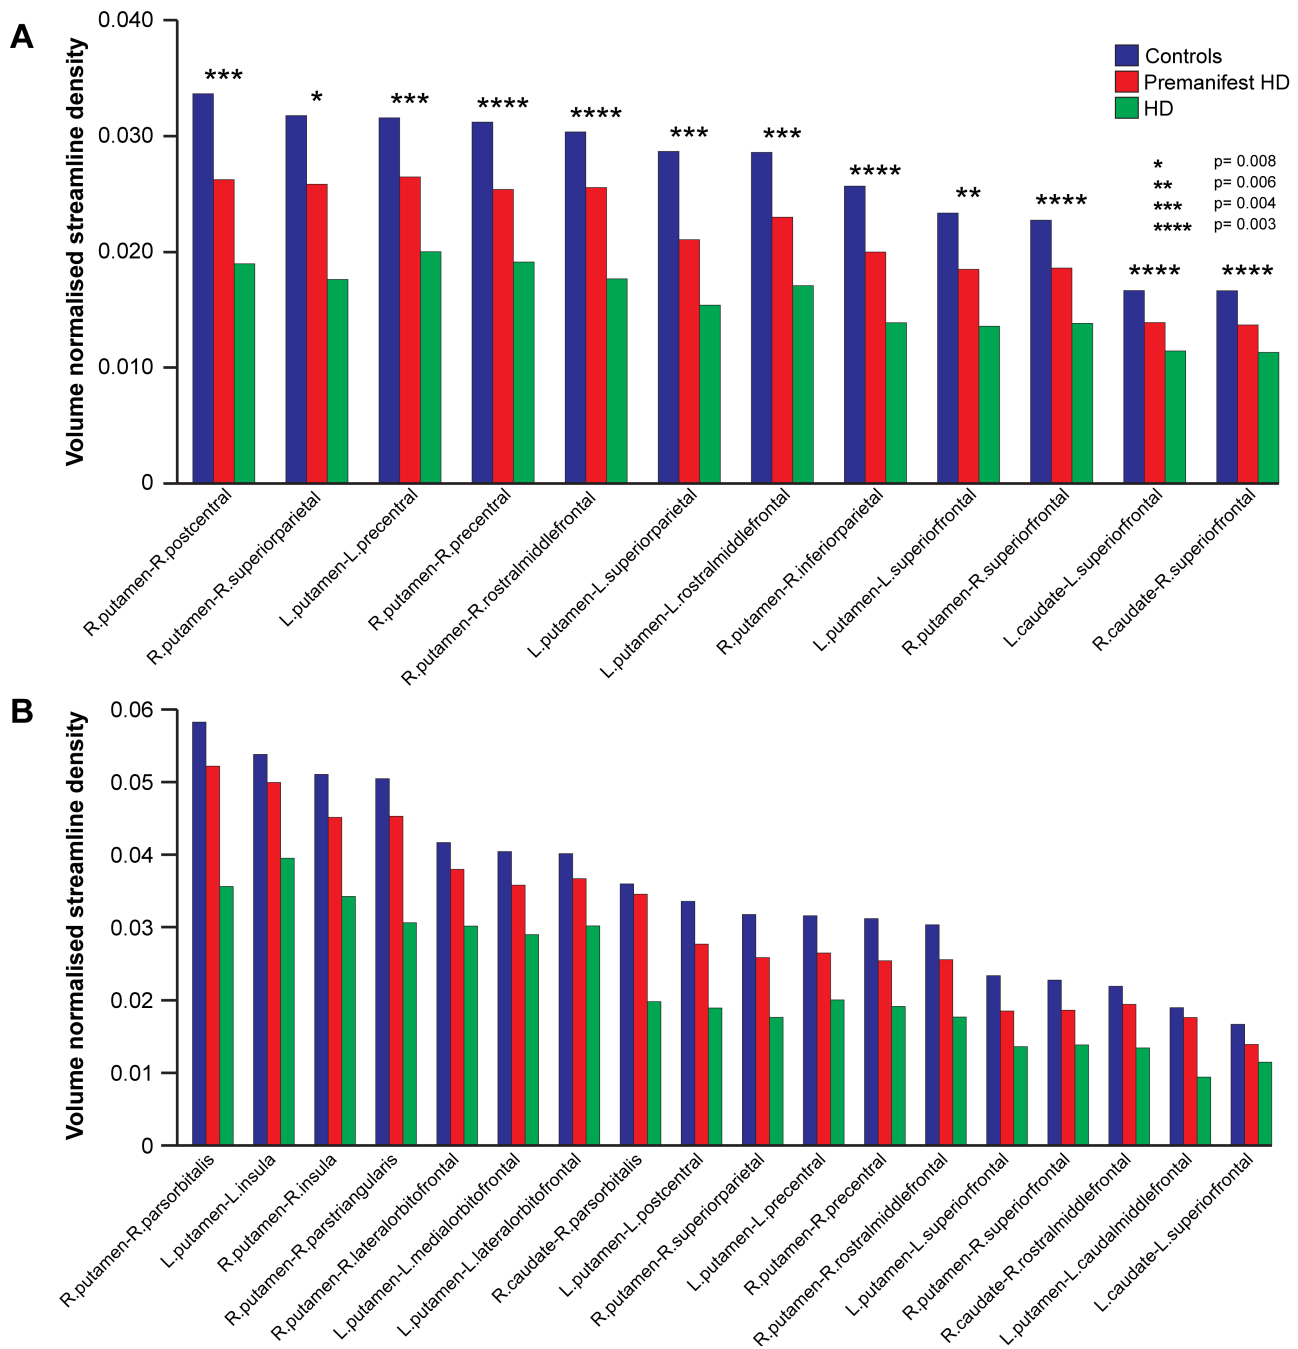 A
Volume normalised streamline density
0.040
0.030
0.020
0.010
0
Controls
Premanifest HD
HD
* p= 0.008
** p= 0.006
*** p= 0.004
**** p= 0.003
***
*
***
****
****
***
***
****
**
****
****
****
R.putamen-R.postcentral
R.putamen-R.superiorparietal
L.putamen-L.precentral
R.putamen-R.precentral
R.putamen-R.rostralmiddlefrontal
L.putamen-L.superiorparietal
L.putamen-L.rostralmiddlefrontal
R.putamen-R.inferiorparietal
L.putamen-L.superiorfrontal
R.putamen-R.superiorfrontal
L.caudate-L.superiorfrontal
R.caudate-R.superiorfrontal
B
Volume normalised streamline density
0.06
0.05
0.04
0.03
0.02
0.01
0
R.putamen-R.parsorbitalis
L.putamen-L.insula
R.putamen-R.insula
R.putamen-R.parstriangularis
R.putamen-R.lateralorbitofrontal
L.putamen-L.medialorbitofrontal
L.putamen-L.lateralorbitofrontal
R.caudate-R.parsorbitalis
L.putamen-L.postcentral
R.putamen-R.superiorparietal
L.putamen-L.precentral
R.putamen-R.precentral
R.putamen-R.rostralmiddlefrontal
L.putamen-L.superiorfrontal
R.putamen-R.superiorfrontal
R.caudate-R.rostralmiddlefrontal
L.putamen-L.caudalmiddlefrontal
L.caudate-L.superiorfrontal